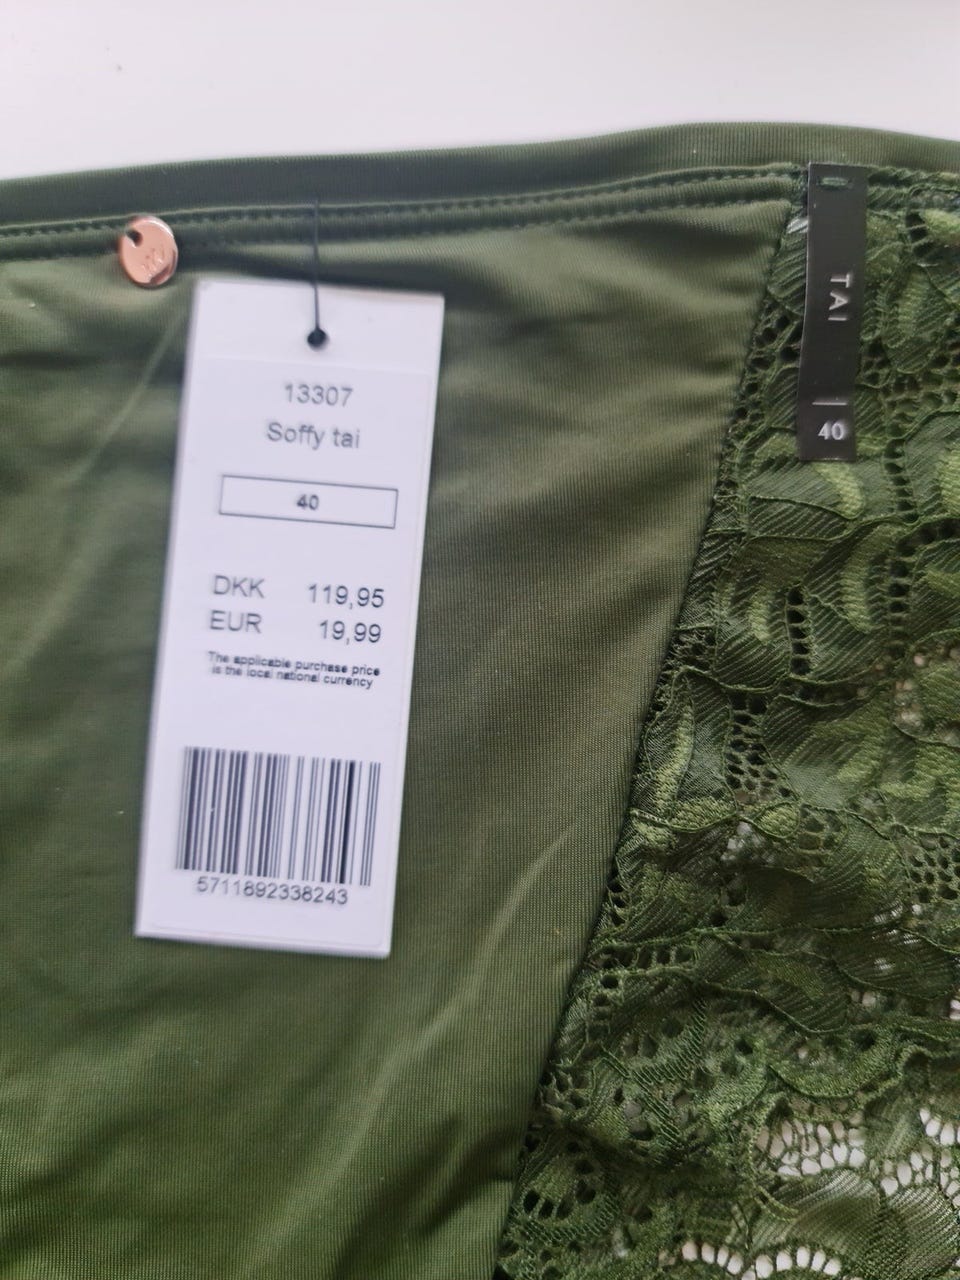 13307
Soffy tai
40
DKK 119,95
EUR 19,99
The applicable purchase price
is the local national currency
5711892338243
TAI
40